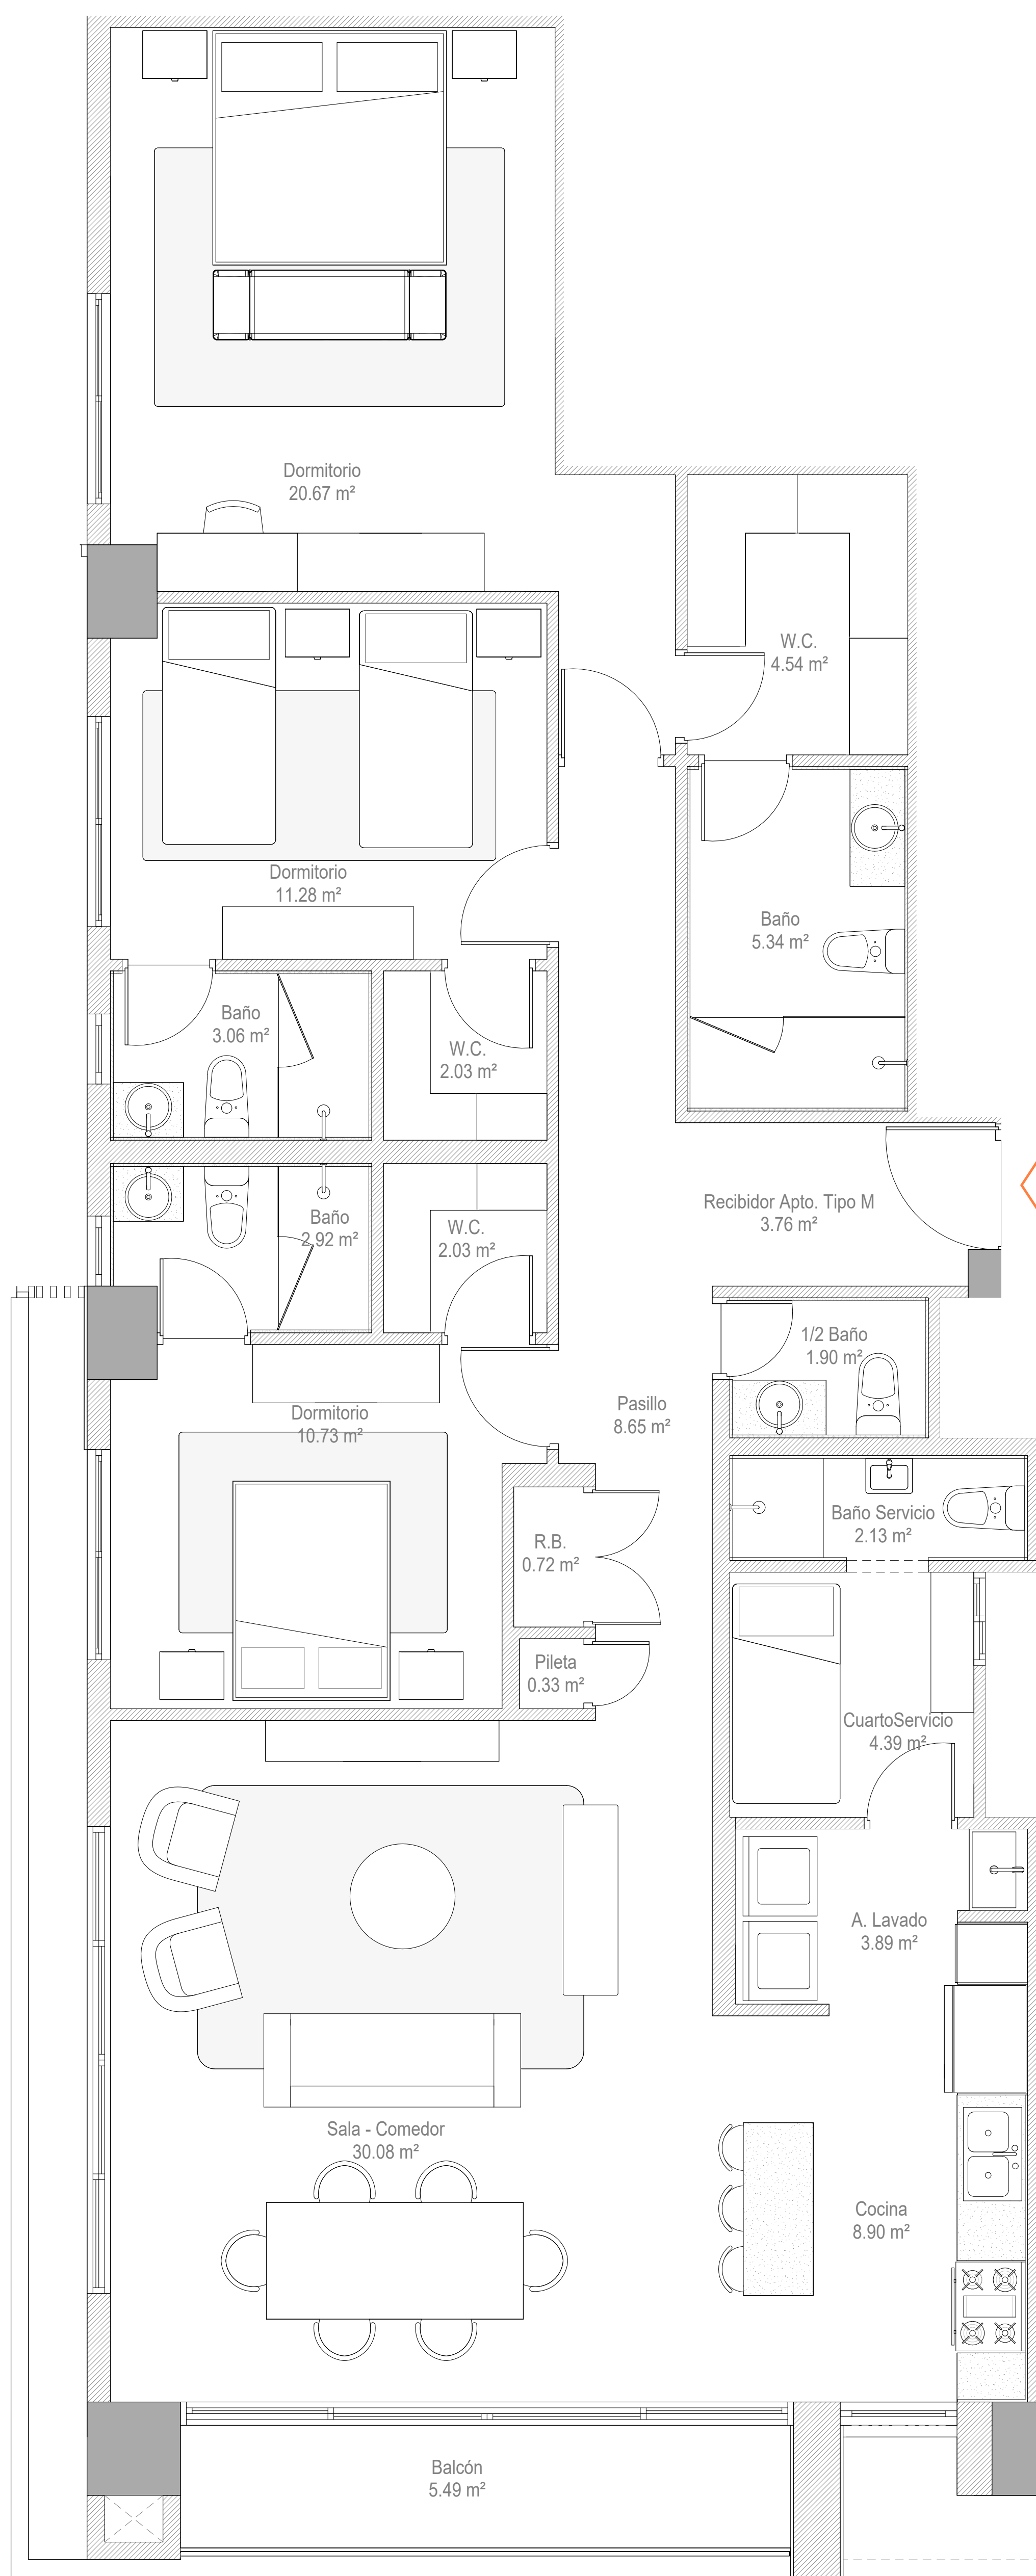 Dormitorio
20.67 m²
W.C.
4.54 m²
Dormitorio
11.28 m²
Baño
5.34 m²
Baño
3.06 m²
W.C.
2.03 m²
Recibidor Apto. Tipo M
3.76 m²
Baño
2.92 m²
W.C.
2.03 m²
1/2 Baño
1.90 m²
Pasillo
8.65 m²
Dormitorio
10.73 m²
Baño Servicio
2.13 m²
R.B.
0.72 m²
Pileta
0.33 m²
CuartoServicio
4.39 m²
A. Lavado
3.89 m²
Sala - Comedor
30.08 m²
Cocina
8.90 m²
Balcón
5.49 m²